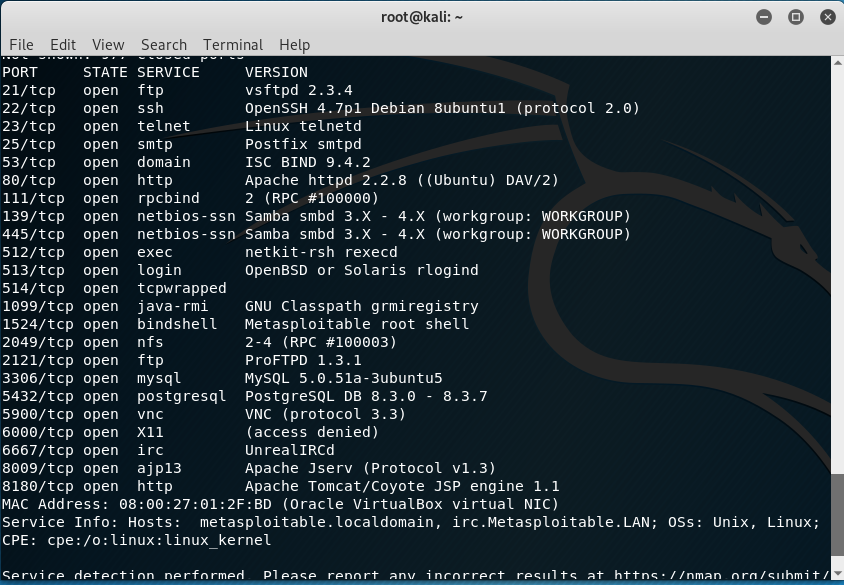 root@kali: ~
File Edit View Search Terminal Help
Not shown: 977 closed ports
PORT STATE SERVICE VERSION
21/tcp open ftp vsftpd 2.3.4
22/tcp open ssh OpenSSH 4.7p1 Debian 8ubuntu1 (protocol 2.0)
23/tcp open telnet Linux telnetd
25/tcp open smtp Postfix smtpd
53/tcp open domain ISC BIND 9.4.2
80/tcp open http Apache httpd 2.2.8 ((Ubuntu) DAV/2)
111/tcp open rpcbind 2 (RPC #100000)
139/tcp open netbios-ssn Samba smbd 3.X - 4.X (workgroup: WORKGROUP)
445/tcp open netbios-ssn Samba smbd 3.X - 4.X (workgroup: WORKGROUP)
512/tcp open exec netkit-rsh rexecd
513/tcp open login OpenBSD or Solaris rlogind
514/tcp open tcpwrapped
1099/tcp open java-rmi GNU Classpath grmiregistry
1524/tcp open bindshell Metasploitable root shell
2049/tcp open nfs 2-4 (RPC #100003)
2121/tcp open ftp ProFTPD 1.3.1
3306/tcp open mysql MySQL 5.0.51a-3ubuntu5
5432/tcp open postgresql PostgreSQL DB 8.3.0 - 8.3.7
5900/tcp open vnc VNC (protocol 3.3)
6000/tcp open X11 (access denied)
6667/tcp open irc UnrealIRCd
8009/tcp open ajp13 Apache Jserv (Protocol v1.3)
8180/tcp open http Apache Tomcat/Coyote JSP engine 1.1
MAC Address: 08:00:27:01:2F:BD (Oracle VirtualBox virtual NIC)
Service Info: Hosts: metasploitable.localdomain, irc.Metasploitable.LAN; OSs: Unix, Linux;
CPE: cpe:/o:linux:linux_kernel
Service detection performed. Please report any incorrect results at https://nmap.org/submit/